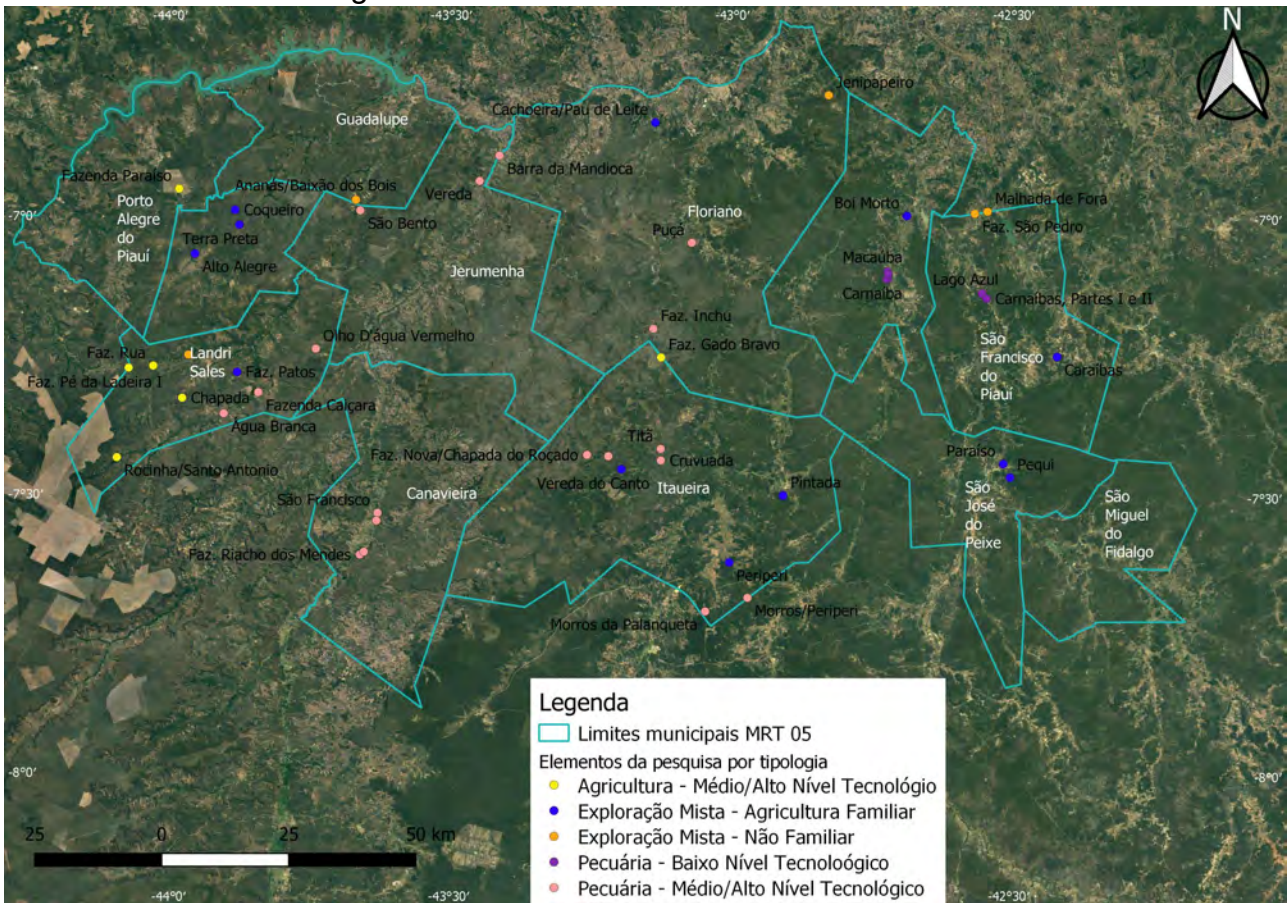 -44°0'
-43°30'
-43°0'
-42°30'
N
Jenipapeiro
Cachoeira/Pau de Leite
Guadalupe
Barra da Mandioca
Fazenda Paraíso
Ananás/Baixão dos Bois
Vereda
Malhada de Fora
Porto
Alegre
do
Piauí
Coqueiro
São Bento
Floriano
Boi Morto
Faz. São Pedro
-7°0'
-7°0'
Terra Preta
Puçá
Alto Alegre
Jerumenha
Macaúba
Carnaíba
Lago Azul
Carnaíbas, Partes I e II
Faz. Inchu
Olho D'água Vermelho
São
Francisco
do
Piauí
Faz. Rua
Landri
Sales
Faz. Gado Bravo
Caraíbas
Faz. Pé da Ladeira I
Faz. Patos
Chapada
Fazenda Calçara
Água Branca
Titã
Faz. Nova/Chapada do Roçado
Cruvuada
Paraíso
Pequi
Rocinha/Santo Antonio
Vereda do Canto
Itaueira
Pintada
Canavieira
São Francisco
São
José
do
Peixe
São
Miguel
do
Fidalgo
-7°30'
-7°30'
Faz. Riacho dos Mendes
Periperi
Morros/Periperi
Morros da Palanqueta
Legenda
Limites municipais MRT 05
Elementos da pesquisa por tipologia
Agricultura - Médio/Alto Nível Tecnológio
Exploração Mista - Agricultura Familiar
Exploração Mista - Não Familiar
Pecuária - Baixo Nível Tecnoloógico
Pecuária - Médio/Alto Nível Tecnológico
-8°0'
-8°0'
25 0 25 50 km
-44°0'
-43°30'
-43°0'
-42°30'